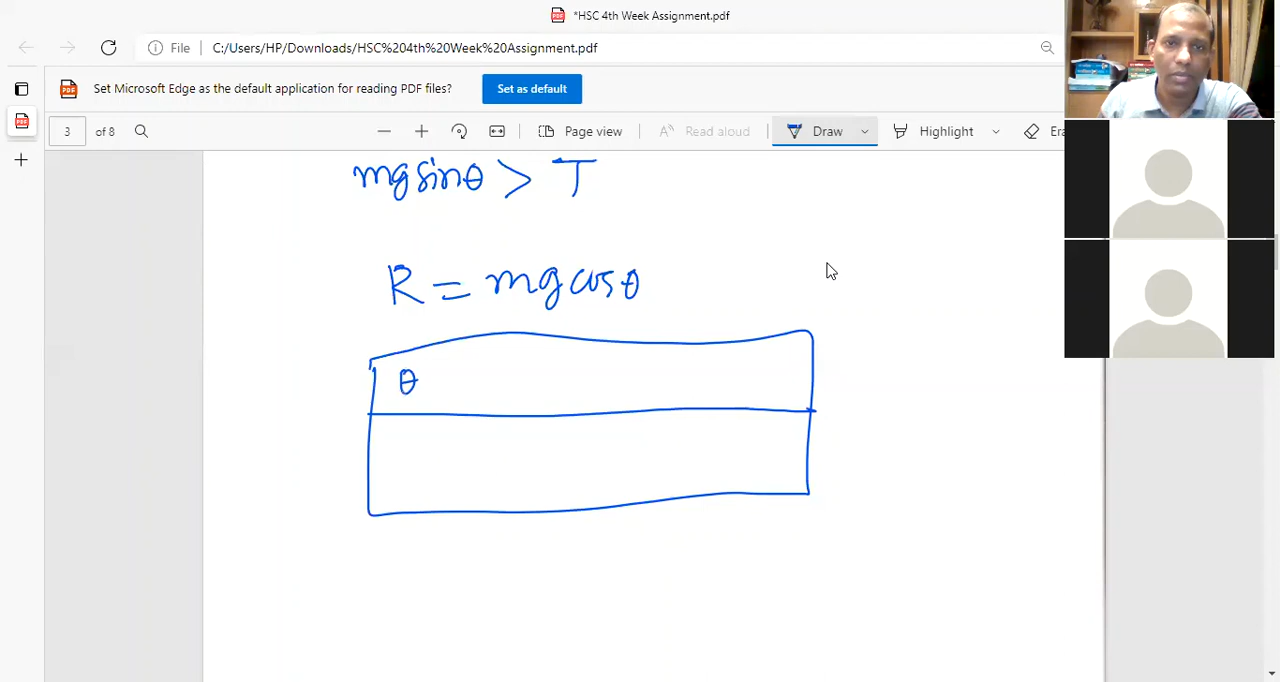 *HSC 4th Week Assignment.pdf
File C:/Users/HP/Downloads/HSC%204th%20Week%20Assignment.pdf
Set Microsoft Edge as the default application for reading PDF files? Set as default
3 of 8 Page view Read aloud Draw Highlight Era
mg sinθ > T
R = mg cosθ
θ